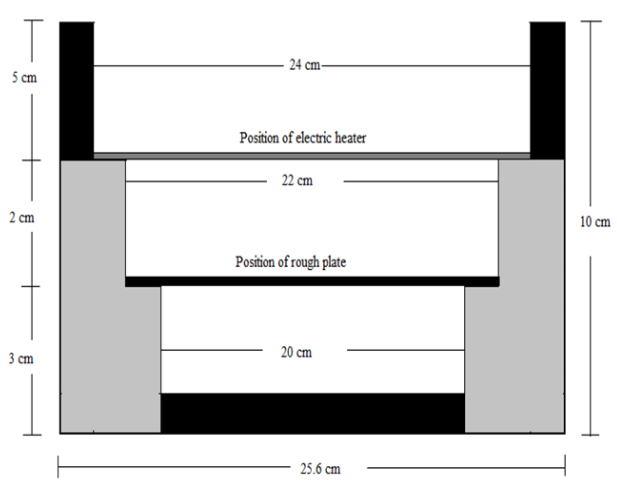 24 cm
5 cm
Position of electric heater
22 cm
2 cm
10 cm
Position of rough plate
20 cm
3 cm
25.6 cm